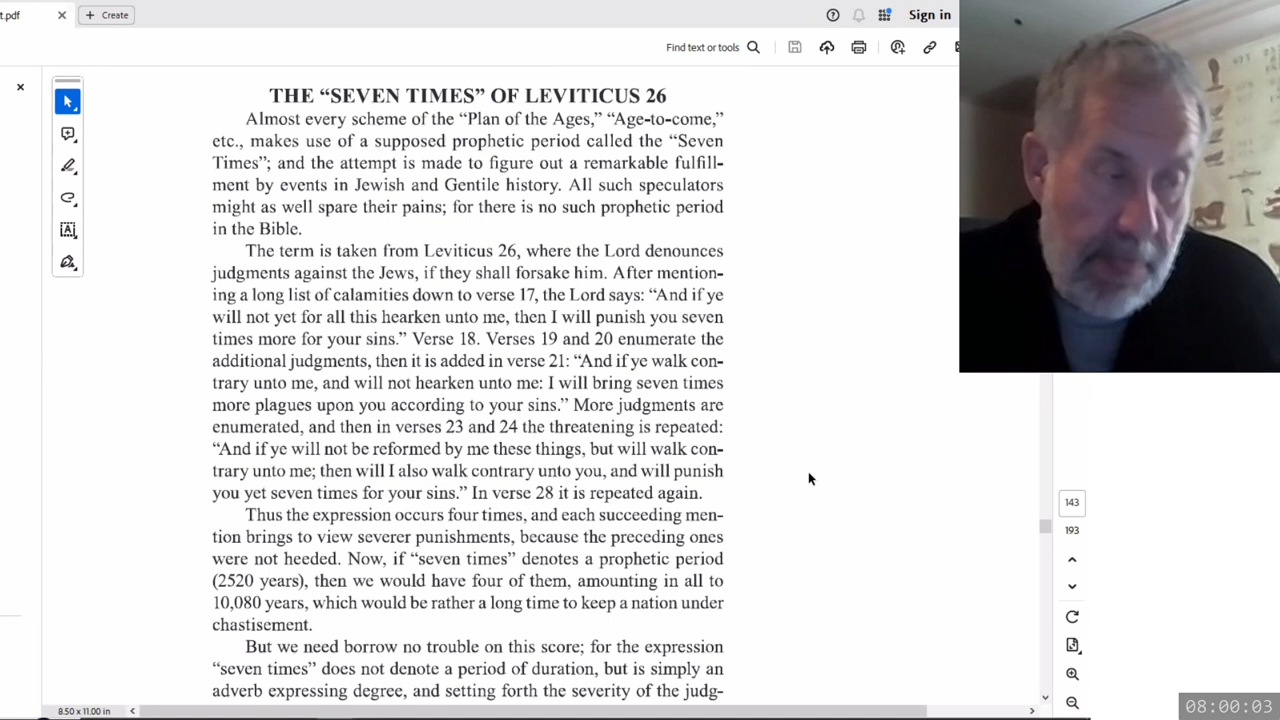 t.pdf
Create
Sign in
Find text or tools
THE “SEVEN TIMES” OF LEVITICUS 26
Almost every scheme of the “Plan of the Ages,” “Age-to-come,”
etc., makes use of a supposed prophetic period called the “Seven
Times”; and the attempt is made to figure out a remarkable fulfill-
ment by events in Jewish and Gentile history. All such speculators
might as well spare their pains; for there is no such prophetic period
in the Bible.
The term is taken from Leviticus 26, where the Lord denounces
judgments against the Jews, if they shall forsake him. After mention-
ing a long list of calamities down to verse 17, the Lord says: “And if ye
will not yet for all this hearken unto me, then I will punish you seven
times more for your sins.” Verse 18. Verses 19 and 20 enumerate the
additional judgments, then it is added in verse 21: “And if ye walk con-
trary unto me, and will not hearken unto me: I will bring seven times
more plagues upon you according to your sins.” More judgments are
enumerated, and then in verses 23 and 24 the threatening is repeated:
“And if ye will not be reformed by me these things, but will walk con-
trary unto me; then will I also walk contrary unto you, and will punish
you yet seven times for your sins.” In verse 28 it is repeated again.
Thus the expression occurs four times, and each succeeding men-
tion brings to view severer punishments, because the preceding ones
were not heeded. Now, if “seven times” denotes a prophetic period
(2520 years), then we would have four of them, amounting in all to
10,080 years, which would be rather a long time to keep a nation under
chastisement.
But we need borrow no trouble on this score; for the expression
“seven times” does not denote a period of duration, but is simply an
adverb expressing degree, and setting forth the severity of the judg-
143
193
8.50 x 11.00 in
08:00:03